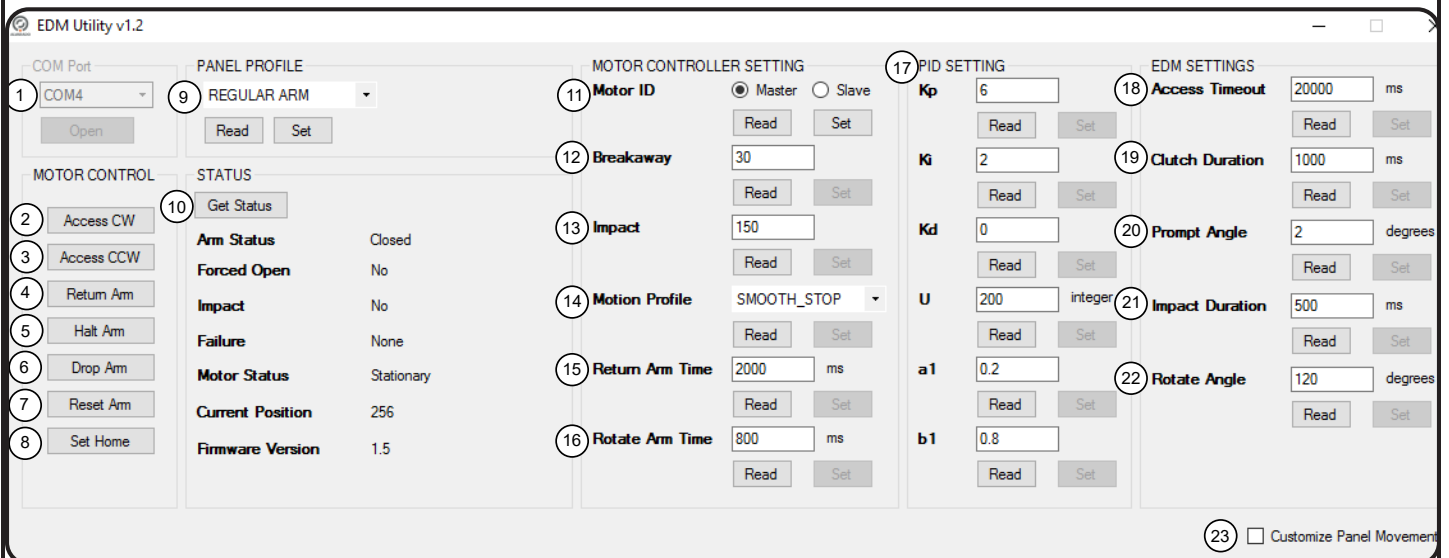 EDM Utility v1.2
COM Port
1 COM4
Open
PANEL PROFILE
9 REGULAR ARM
Read Set
MOTOR CONTROL
2 Access CW
3 Access CCW
4 Return Arm
5 Halt Arm
6 Drop Arm
7 Reset Arm
8 Set Home
STATUS
10 Get Status
Arm Status Closed
Forced Open No
Impact No
Failure None
Motor Status Stationary
Current Position 256
Firmware Version 1.5
MOTOR CONTROLLER SETTING
11 Motor ID Master Slave
Read Set
12 Breakaway 30
Read Set
13 Impact 150
Read Set
14 Motion Profile SMOOTH_STOP
Read Set
15 Return Arm Time 2000 ms
Read Set
16 Rotate Arm Time 800 ms
Read Set
17 PID SETTING
Kp 6
Read Set
Ki 2
Read Set
Kd 0
Read Set
U 200 integer
Read Set
a1 0.2
Read Set
b1 0.8
Read Set
EDM SETTINGS
18 Access Timeout 20000 ms
Read Set
19 Clutch Duration 1000 ms
Read Set
20 Prompt Angle 2 degrees
Read Set
21 Impact Duration 500 ms
Read Set
22 Rotate Angle 120 degrees
Read Set
23 Customize Panel Movement